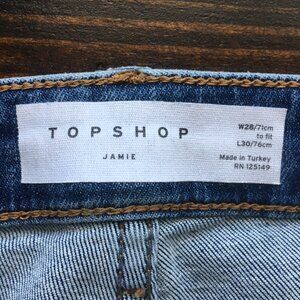 TOPSHOP
JAMIE
W28/71cm
to fit
L30/76cm
Made in Turkey
RN 125149